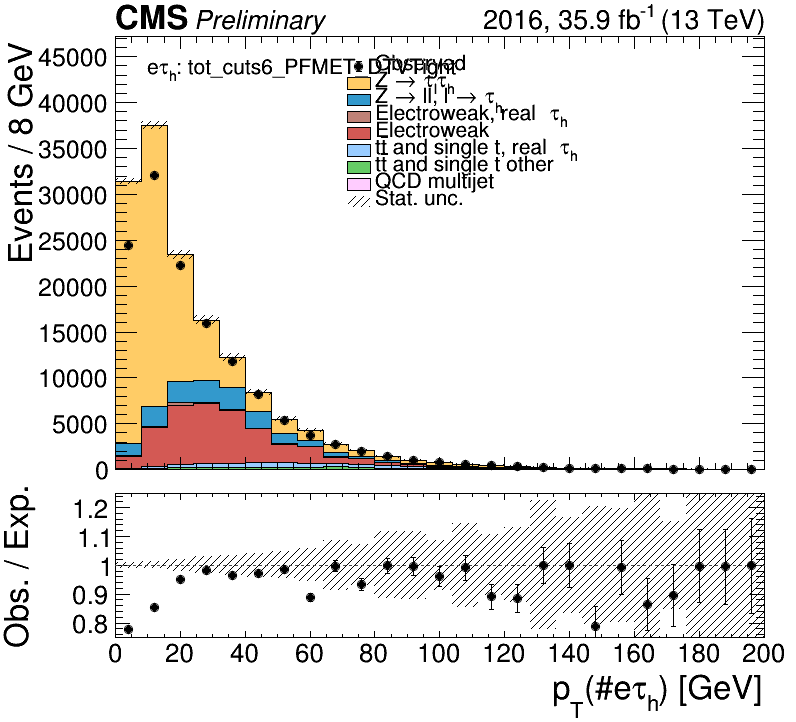 CMS Preliminary 2016, 35.9 fb⁻¹ (13 TeV)
Events / 8 GeV
45000
40000
35000
30000
25000
20000
15000
10000
5000
0
eτh: tot_cuts6_PFMET_DTVTight
Observed
Z → τlτh
Z → ll, l → τh
Electroweak, real τh
Electroweak
tt̄ and single t, real τh
tt̄ and single t other
QCD multijet
Stat. unc.
Obs. / Exp.
1.2
1.1
1
0.9
0.8
0 20 40 60 80 100 120 140 160 180 200
pT(#eτh) [GeV]